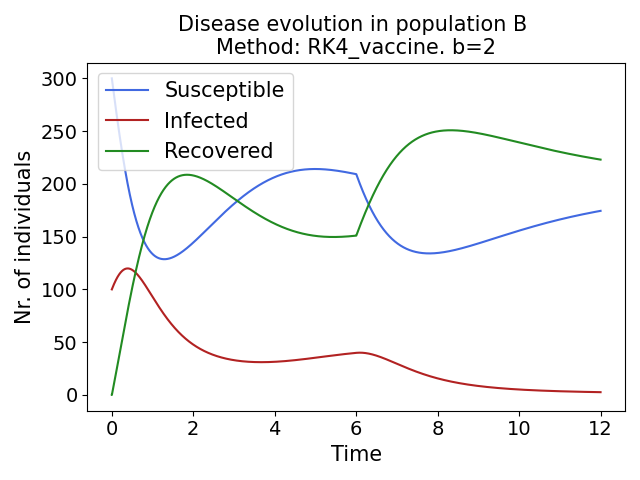 Disease evolution in population B
Method: RK4_vaccine. b=2
Nr. of individuals
300
250
200
150
100
50
0
Susceptible
Infected
Recovered
0 2 4 6 8 10 12
Time